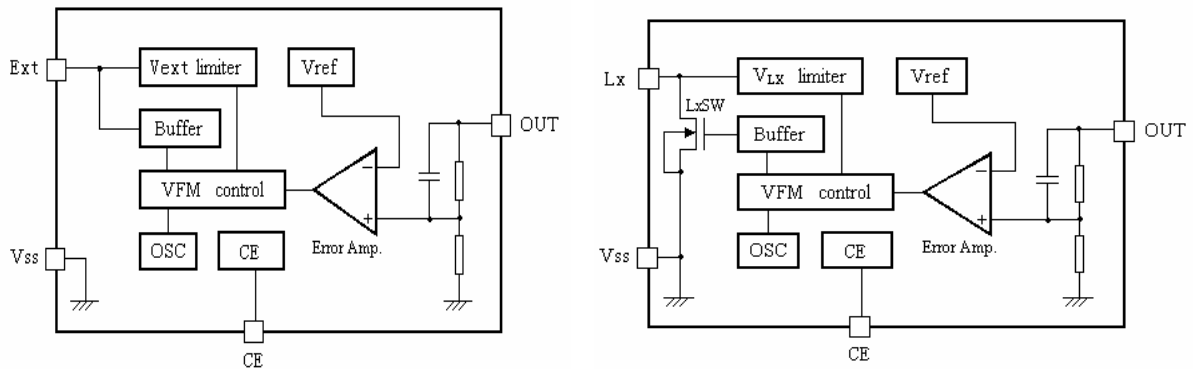 Ext
Vext limiter
Vref
Buffer
OUT
−
VFM control
+
Vss
OSC
CE
Error Amp.
CE
Lx
VLX limiter
Vref
LxSW
Buffer
OUT
−
VFM control
+
Vss
OSC
CE
Error Amp.
CE